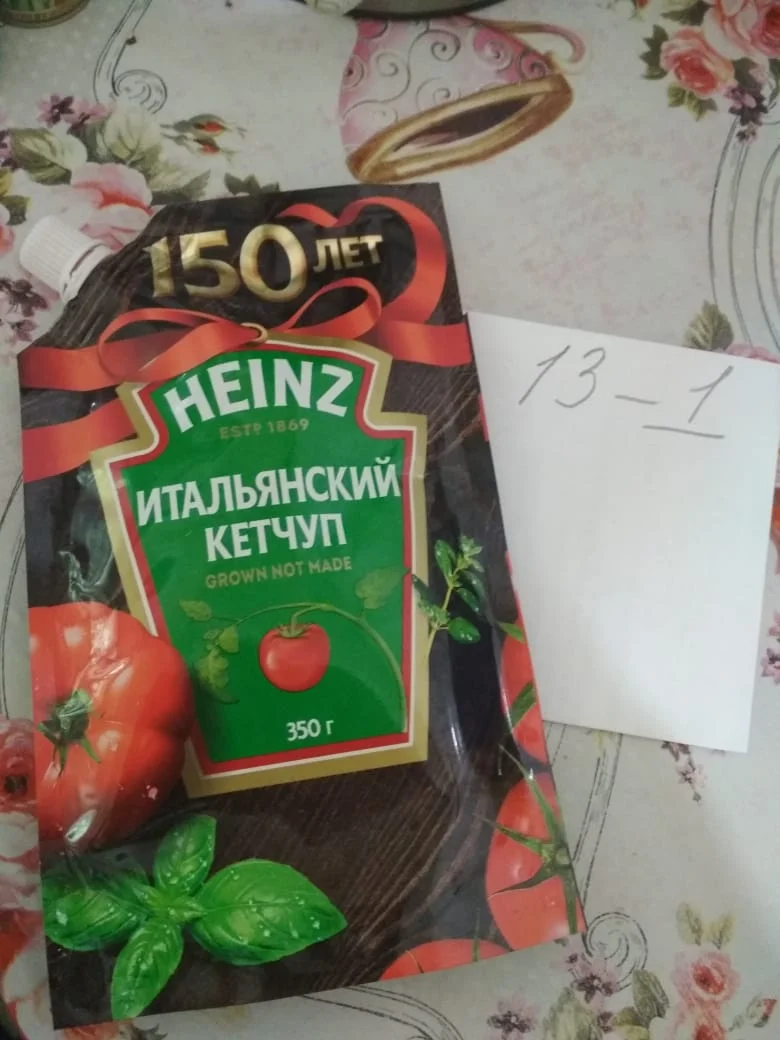 150 ЛЕТ
HEINZ
ESTD 1869
ИТАЛЬЯНСКИЙ
КЕТЧУП
GROWN NOT MADE
350 г
13-1